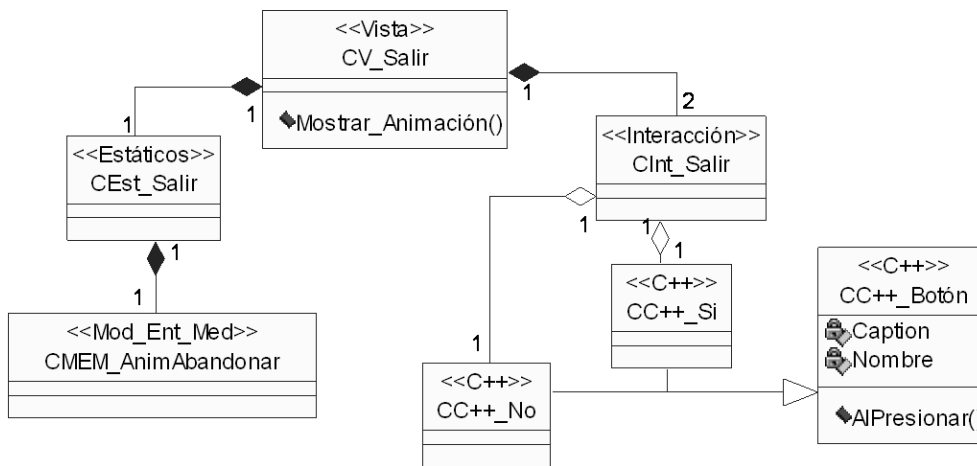 <<Vista>>
CV_Salir
Mostrar_Animación()
1
1
1
2
<<Estáticos>>
CEst_Salir
<<Interacción>>
CInt_Salir
1
1
1
1
1
1
<<Mod_Ent_Med>>
CMEM_AnimAbandonar
<<C++>>
CC++_Si
<<C++>>
CC++_No
<<C++>>
CC++_Botón
Caption
Nombre
AlPresionar(